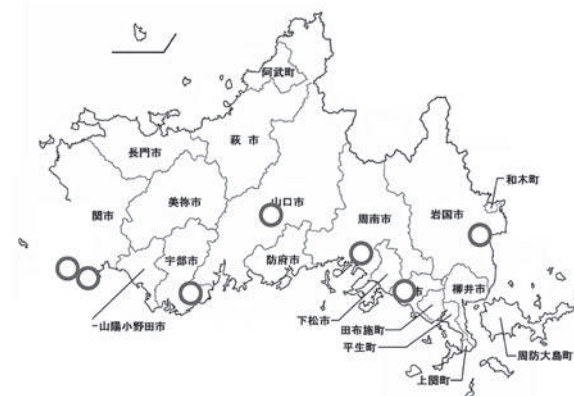 阿武町
萩市
長門市
和木町
美祢市
山口市
岩国市
周南市
関市
宇部市
防府市
柳井市
市
山陽小野田市
下松市
田布施町
平生町
周防大島町
上関町